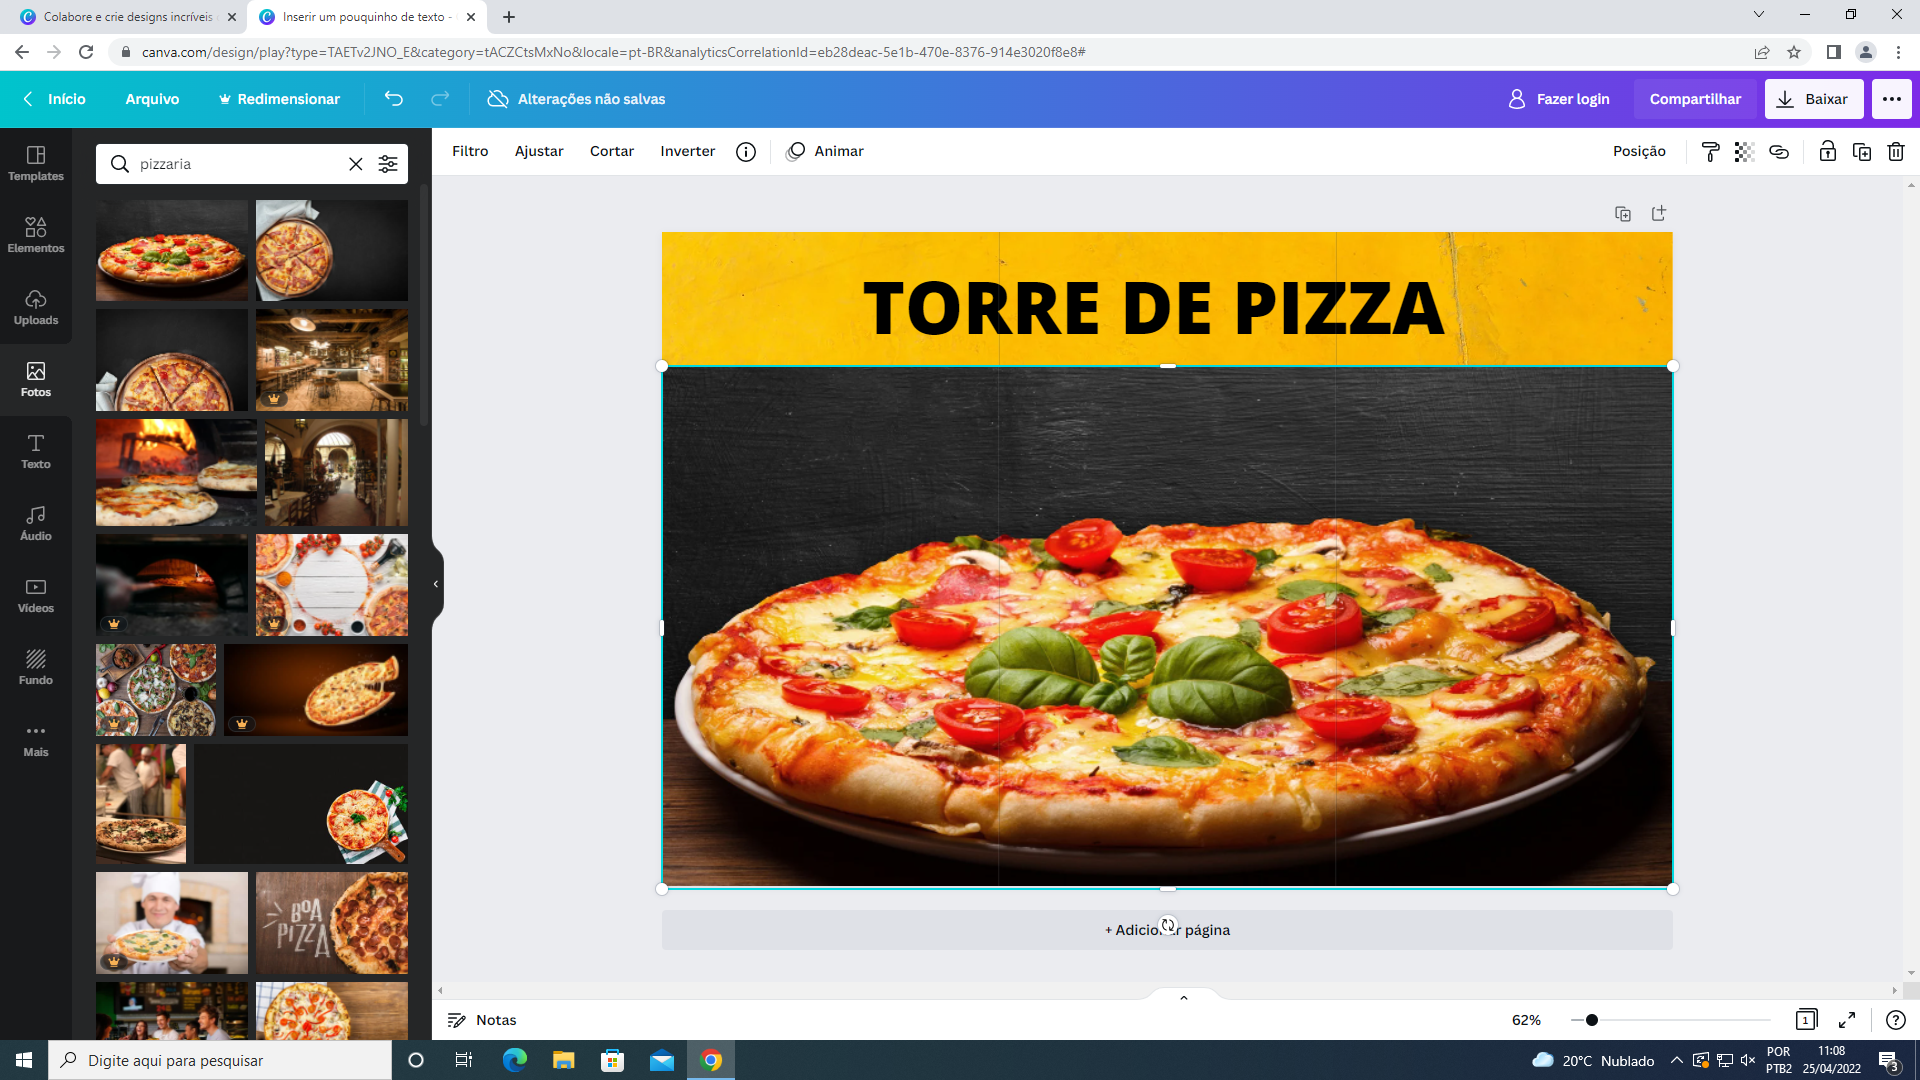 Colabore e crie designs incríveis
Inserir um pouquinho de texto -
canva.com/design/play?type=TAETv2JNO_E&category=tACZCtsMxNo&locale=pt-BR&analyticsCorrelationId=eb28deac-5e1b-470e-8376-914e3020f8e8#
Início
Arquivo
Redimensionar
Alterações não salvas
Fazer login
Compartilhar
Baixar
Templates
Elementos
Uploads
Fotos
Texto
Áudio
Vídeos
Fundo
Mais
pizzaria
BOA
PIZZA
Filtro
Ajustar
Cortar
Inverter
Animar
Posição
TORRE DE PIZZA
+ Adicionar página
Notas
62%
1
Digite aqui para pesquisar
20°C Nublado
POR
PTB2
11:08
25/04/2022
3